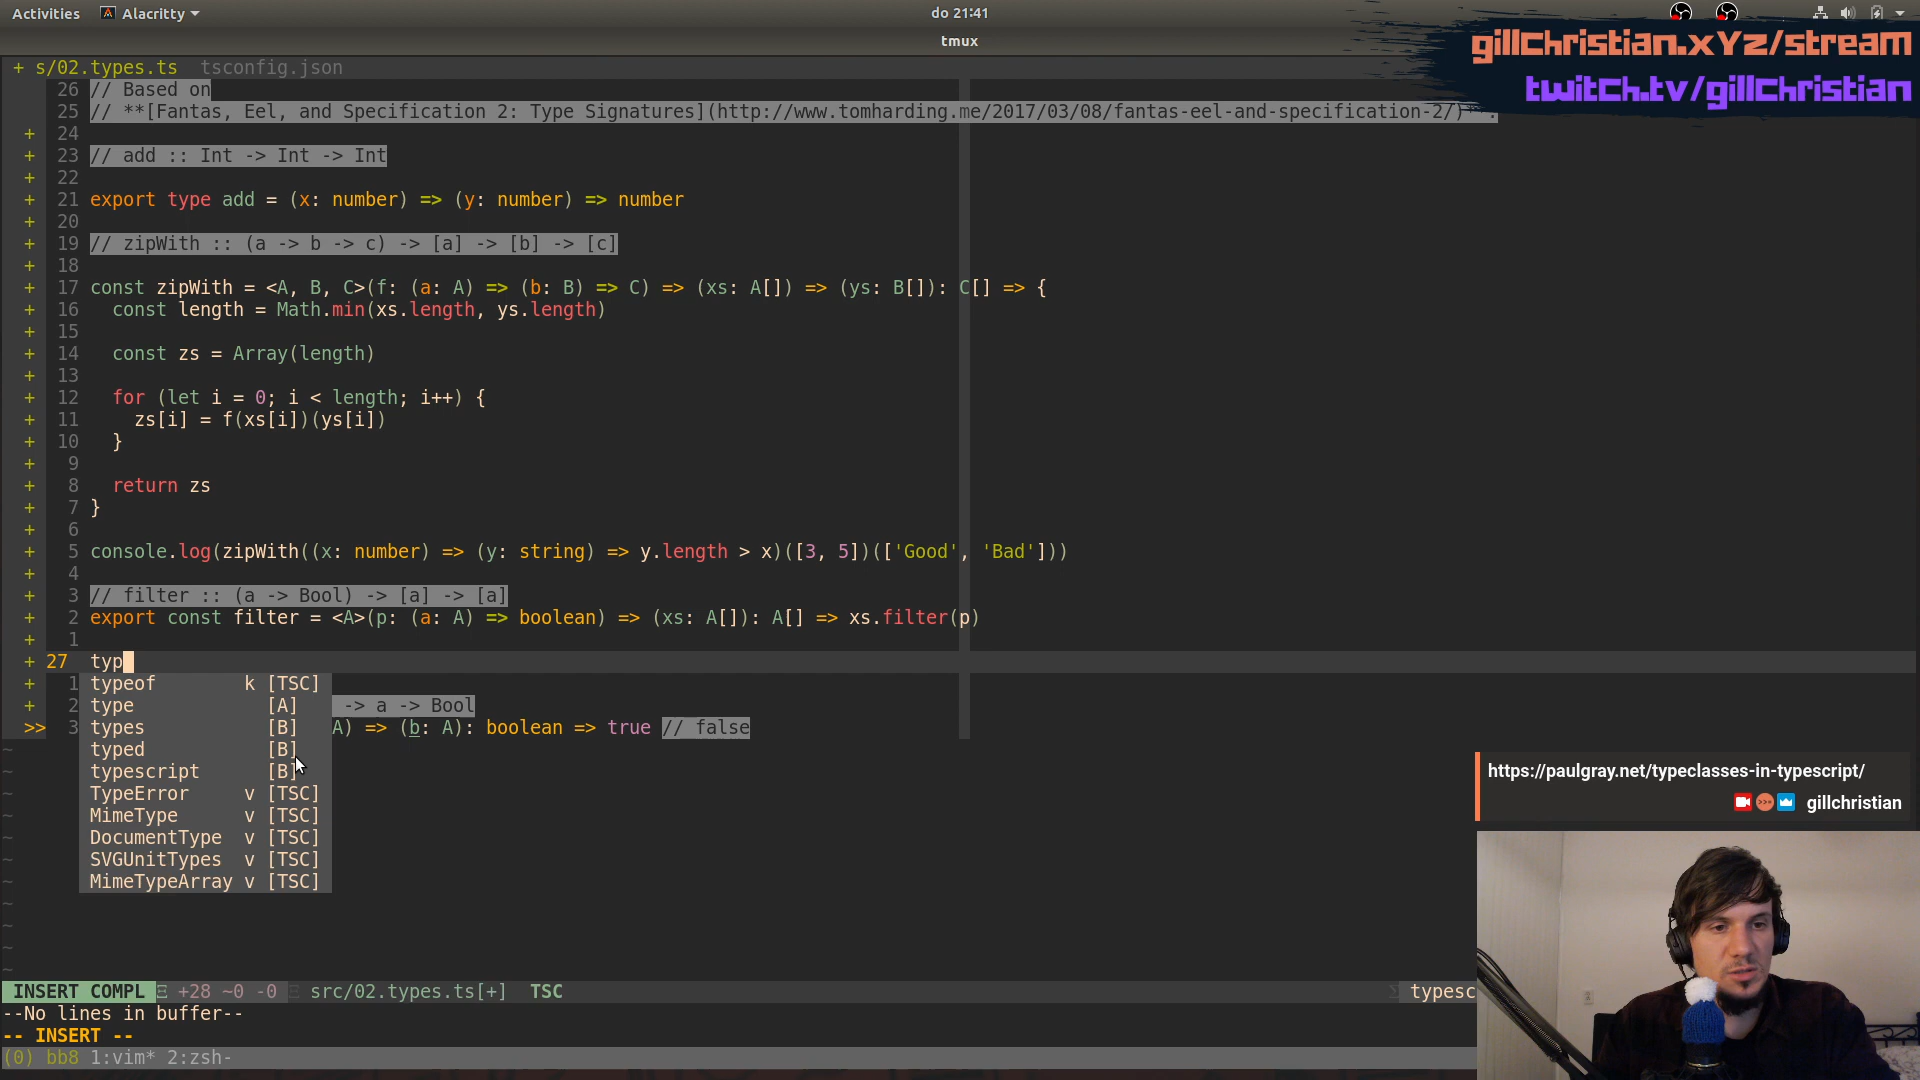 Activities Alacritty do 21:41
tmux
gillchristian.xyz/stream
twitch.tv/gillchristian
+ s/02.types.ts tsconfig.json
26 // Based on
25 // **[Fantas, Eel, and Specification 2: Type Signatures](http://www.tomharding.me/2017/03/08/fantas-eel-and-specification-2/)**.
+ 24
+ 23 // add :: Int -> Int -> Int
+ 22
+ 21 export type add = (x: number) => (y: number) => number
+ 20
+ 19 // zipWith :: (a -> b -> c) -> [a] -> [b] -> [c]
+ 18
+ 17 const zipWith = <A, B, C>(f: (a: A) => (b: B) => C) => (xs: A[]) => (ys: B[]): C[] => {
+ 16 const length = Math.min(xs.length, ys.length)
+ 15
+ 14 const zs = Array(length)
+ 13
+ 12 for (let i = 0; i < length; i++) {
+ 11 zs[i] = f(xs[i])(ys[i])
+ 10 }
+ 9
+ 8 return zs
+ 7 }
+ 6
+ 5 console.log(zipWith((x: number) => (y: string) => y.length > x)([3, 5])(['Good', 'Bad']))
+ 4
+ 3 // filter :: (a -> Bool) -> [a] -> [a]
+ 2 export const filter = <A>(p: (a: A) => boolean) => (xs: A[]): A[] => xs.filter(p)
+ 1
+ 27 typ
+ 1 typeof k [TSC]
+ 2 type [A] -> a -> Bool
>> 3 types [B] A) => (b: A): boolean => true // false
~ typed [B]
~ typescript [B]
~ TypeError v [TSC]
~ MimeType v [TSC]
~ DocumentType v [TSC]
~ SVGUnitTypes v [TSC]
~ MimeTypeArray v [TSC]
~
~
~
~
https://paulgray.net/typeclasses-in-typescript/
gillchristian
INSERT COMPL +28 ~0 -0 src/02.types.ts[+] TSC typesc
--No lines in buffer--
-- INSERT --
(0) bb8 1:vim* 2:zsh-